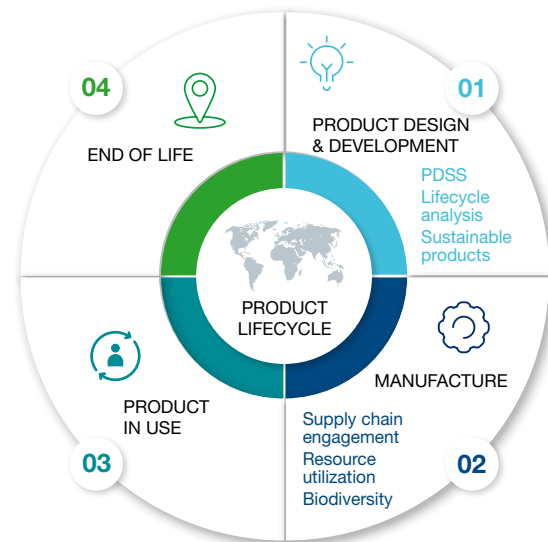 04
END OF LIFE
01
PRODUCT DESIGN
& DEVELOPMENT
PDSS
Lifecycle
analysis
Sustainable
products
PRODUCT
LIFECYCLE
MANUFACTURE
Supply chain
engagement
Resource
utilization
Biodiversity
02
PRODUCT
IN USE
03